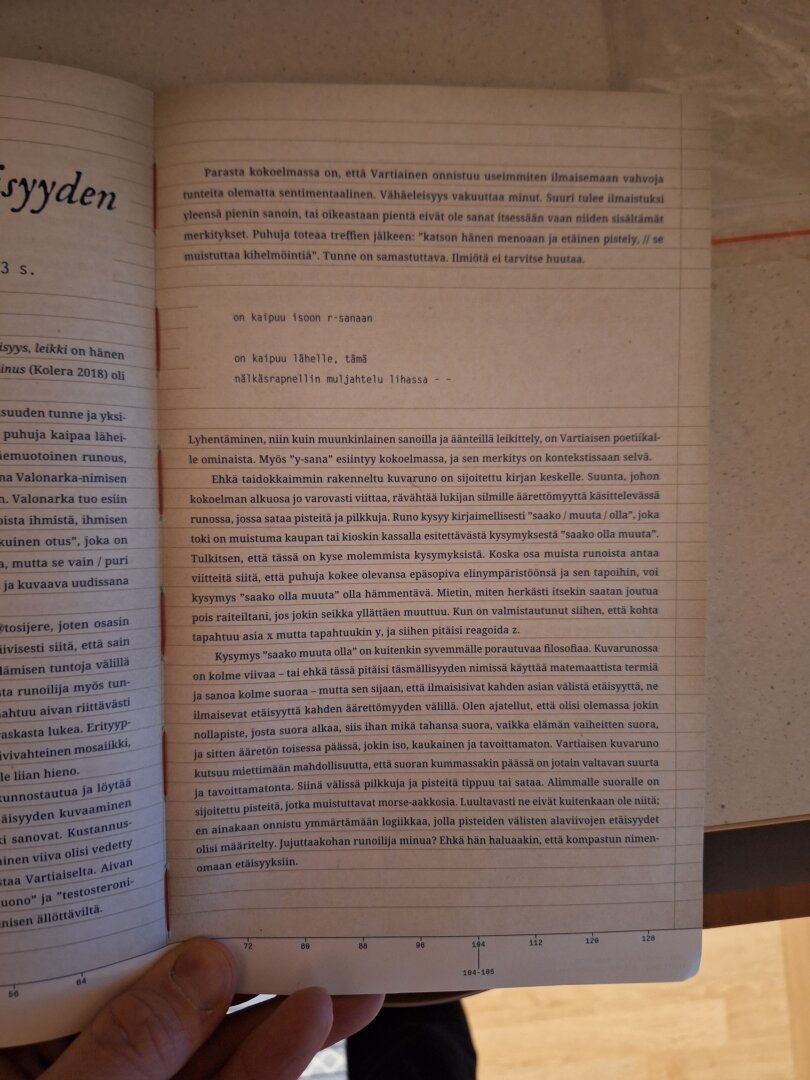 isyyden
3 s.
isyys, leikki on hänen
inus (Kolera 2018) oli
suuden tunne ja yksi-
puhuja kaipaa lähei-
emuotoinen runous,
na Valonarka-nimisen
n. Valonarka tuo esiin
oista ihmistä, ihmisen
kuinen otus”, joka on
a, mutta se vain / puri
ja kuvaava uudissana
@tosijere, joten osasin
iivisesti siitä, että sain
lämisen tuntoja välillä
sta runoilija myös tun-
nahtuu aivan riittävästi
raskasta lukea. Erityyp-
ivivahteinen mosaiikki,
le liian hieno.
kunnostautua ja löytää
äisyyden kuvaaminen
ki sanovat. Kustannus-
ainen viiva olisi vedetty
staa Vartiaiselta. Aivan
uono” ja ”testosteroni-
nisen ällöttäviltä.
56 64
Parasta kokoelmassa on, että Vartiainen onnistuu useimmiten ilmaisemaan vahvoja
tunteita olematta sentimentaalinen. Vähäeleisyys vakuuttaa minut. Suuri tulee ilmaistuksi
yleensä pienin sanoin, tai oikeastaan pientä eivät ole sanat itsessään vaan niiden sisältämät
merkitykset. Puhuja toteaa treffien jälkeen: ”katson hänen menoaan ja etäinen pistely, // se
muistuttaa kihelmöintiä”. Tunne on samastuttava. Ilmiötä ei tarvitse huutaa.
on kaipuu isoon r-sanaan
on kaipuu lähelle, tämä
nälkäsrapnellin muljahtelu lihassa – –
Lyhentäminen, niin kuin muunkinlainen sanoilla ja äänteillä leikittely, on Vartiaisen poetiikal-
le ominaista. Myös ”y-sana” esiintyy kokoelmassa, ja sen merkitys on kontekstissaan selvä.
Ehkä taidokkaimmin rakenneltu kuvaruno on sijoitettu kirjan keskelle. Suunta, johon
kokoelman alkuosa jo varovasti viittaa, rävähtää lukijan silmille äärettömyyttä käsittelevässä
runossa, jossa sataa pisteitä ja pilkkuja. Runo kysyy kirjaimellisesti ”saako / muuta / olla”, joka
toki on muistuma kaupan tai kioskin kassalla esitettävästä kysymyksestä ”saako olla muuta”.
Tulkitsen, että tässä on kyse molemmista kysymyksistä. Koska osa muista runoista antaa
viitteitä siitä, että puhuja kokee olevansa epäsopiva elinympäristöönsä ja sen tapoihin, voi
kysymys ”saako olla muuta” olla hämmentävä. Mietin, miten herkästi itsekin saatan joutua
pois raiteiltani, jos jokin seikka yllättäen muuttuu. Kun on valmistautunut siihen, että kohta
tapahtuu asia x mutta tapahtuukin y, ja siihen pitäisi reagoida z.
Kysymys ”saako muuta olla” on kuitenkin syvemmälle porautuvaa filosofiaa. Kuvarunossa
on kolme viivaa – tai ehkä tässä pitäisi täsmällisyyden nimissä käyttää matemaattista termiä
ja sanoa kolme suoraa – mutta sen sijaan, että ilmaisisivat kahden asian välistä etäisyyttä, ne
ilmaisevat etäisyyttä kahden äärettömyyden välillä. Olen ajatellut, että olisi olemassa jokin
nollapiste, josta suora alkaa, siis ihan mikä tahansa suora, vaikka elämän vaiheitten suora,
ja sitten ääretön toisessa päässä, jokin iso, kaukainen ja tavoittamaton. Vartiaisen kuvaruno
kutsuu miettimään mahdollisuutta, että suoran kummassakin päässä on jotain valtavan suurta
ja tavoittamatonta. Siinä välissä pilkkuja ja pisteitä tippuu tai sataa. Alimmalle suoralle on
sijoitettu pisteitä, jotka muistuttavat morse-aakkosia. Luultavasti ne eivät kuitenkaan ole niitä;
en ainakaan onnistu ymmärtämään logiikkaa, jolla pisteiden välisten alaviivojen etäisyydet
olisi määritelty. Jujuttaakohan runoilija minua? Ehkä hän haluaakin, että kompastun nimen-
omaan etäisyyksiin.
72 80 88 96 104 112 120 128
104-105